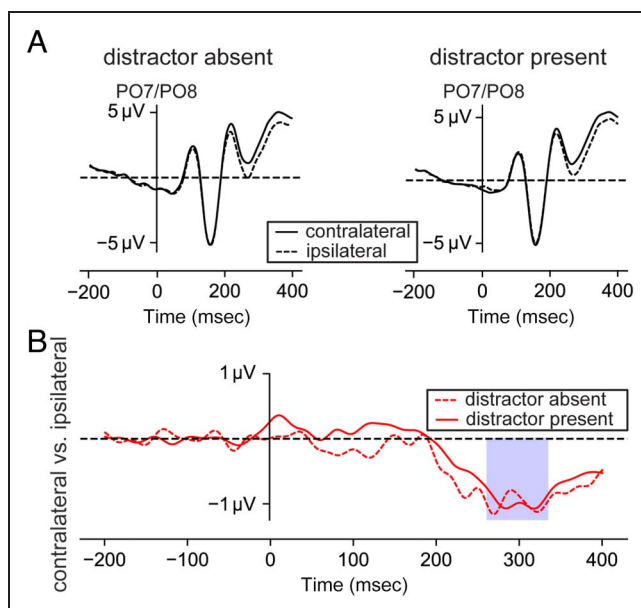 A
distractor absent
distractor present
PO7/PO8
PO7/PO8
5 µV
5 µV
−5 µV
−5 µV
contralateral
ipsilateral
−200 0 200 400
−200 0 200 400
Time (msec)
Time (msec)
B
contralateral vs. ipsilateral
1 µV
distractor absent
distractor present
−1 µV
−200 −100 0 100 200 300 400
Time (msec)